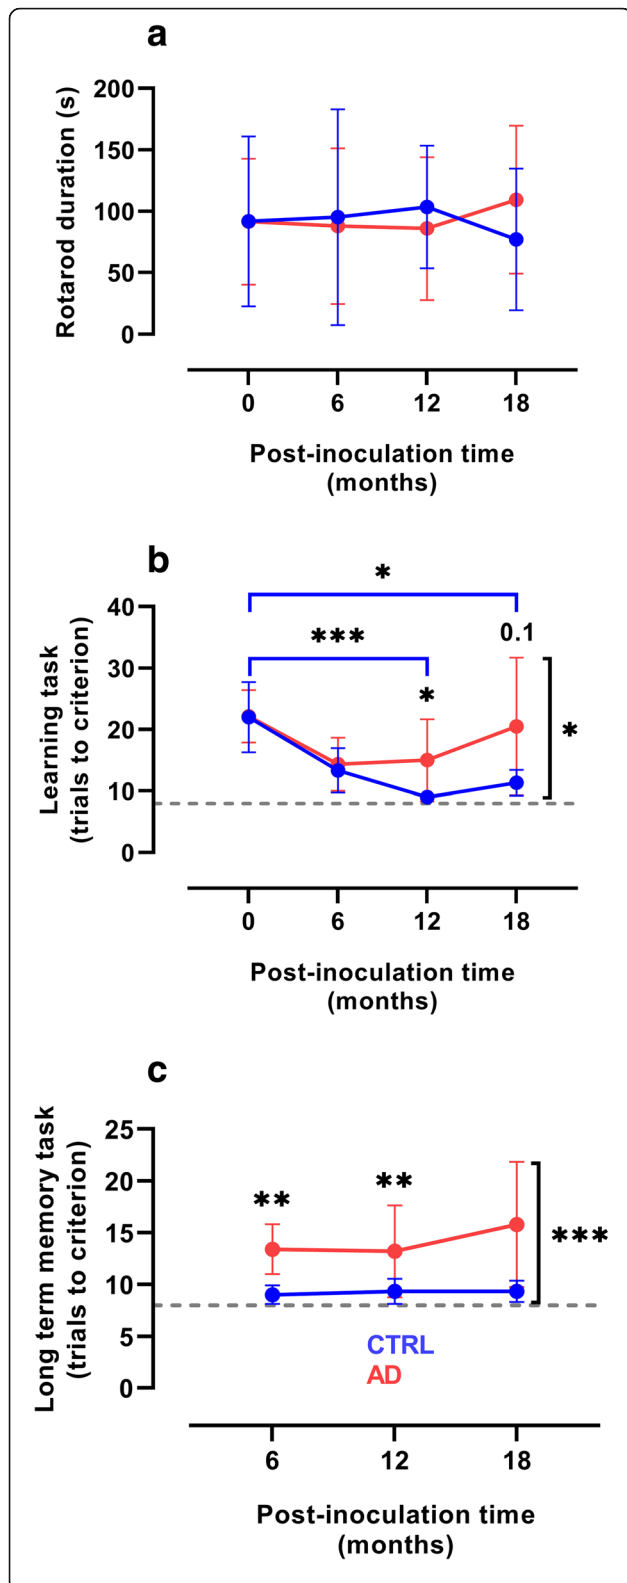 a
Rotarod duration (s)
200
150
100
50
0
0 6 12 18
Post-inoculation time
(months)
b
Learning task
(trials to criterion)
*
40
***
0.1
30
*
20
*
10
0
0 6 12 18
Post-inoculation time
(months)
c
Long term memory task
(trials to criterion)
25
20
**
**
15
***
10
5
0
CTRL
AD
6 12 18
Post-inoculation time
(months)